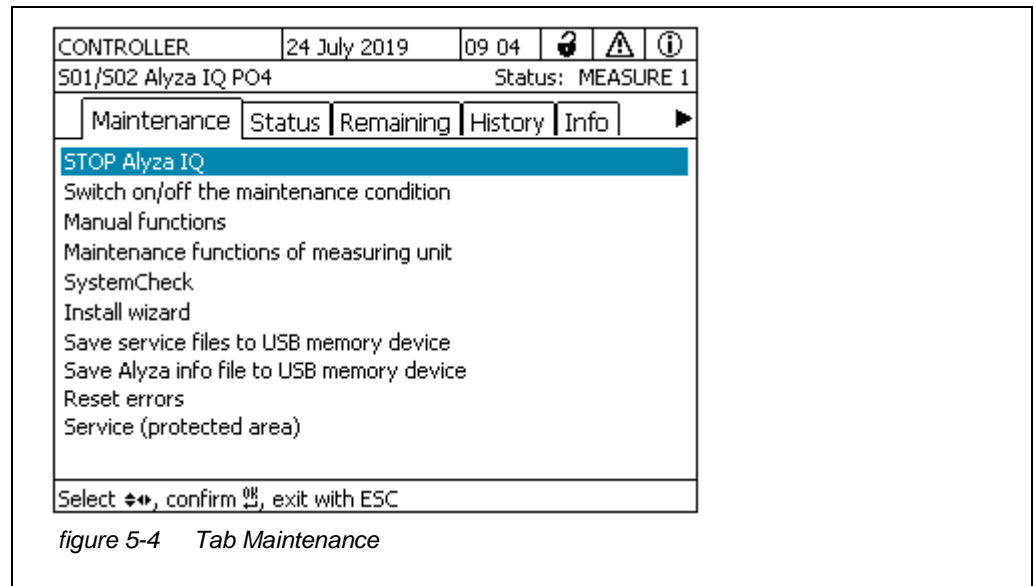 CONTROLLER 24 July 2019 09 04
S01/S02 Alyza IQ PO4 Status: MEASURE 1
Maintenance Status Remaining History Info
STOP Alyza IQ
Switch on/off the maintenance condition
Manual functions
Maintenance functions of measuring unit
SystemCheck
Install wizard
Save service files to USB memory device
Save Alyza info file to USB memory device
Reset errors
Service (protected area)
Select , confirm OK, exit with ESC
figure 5-4 Tab Maintenance